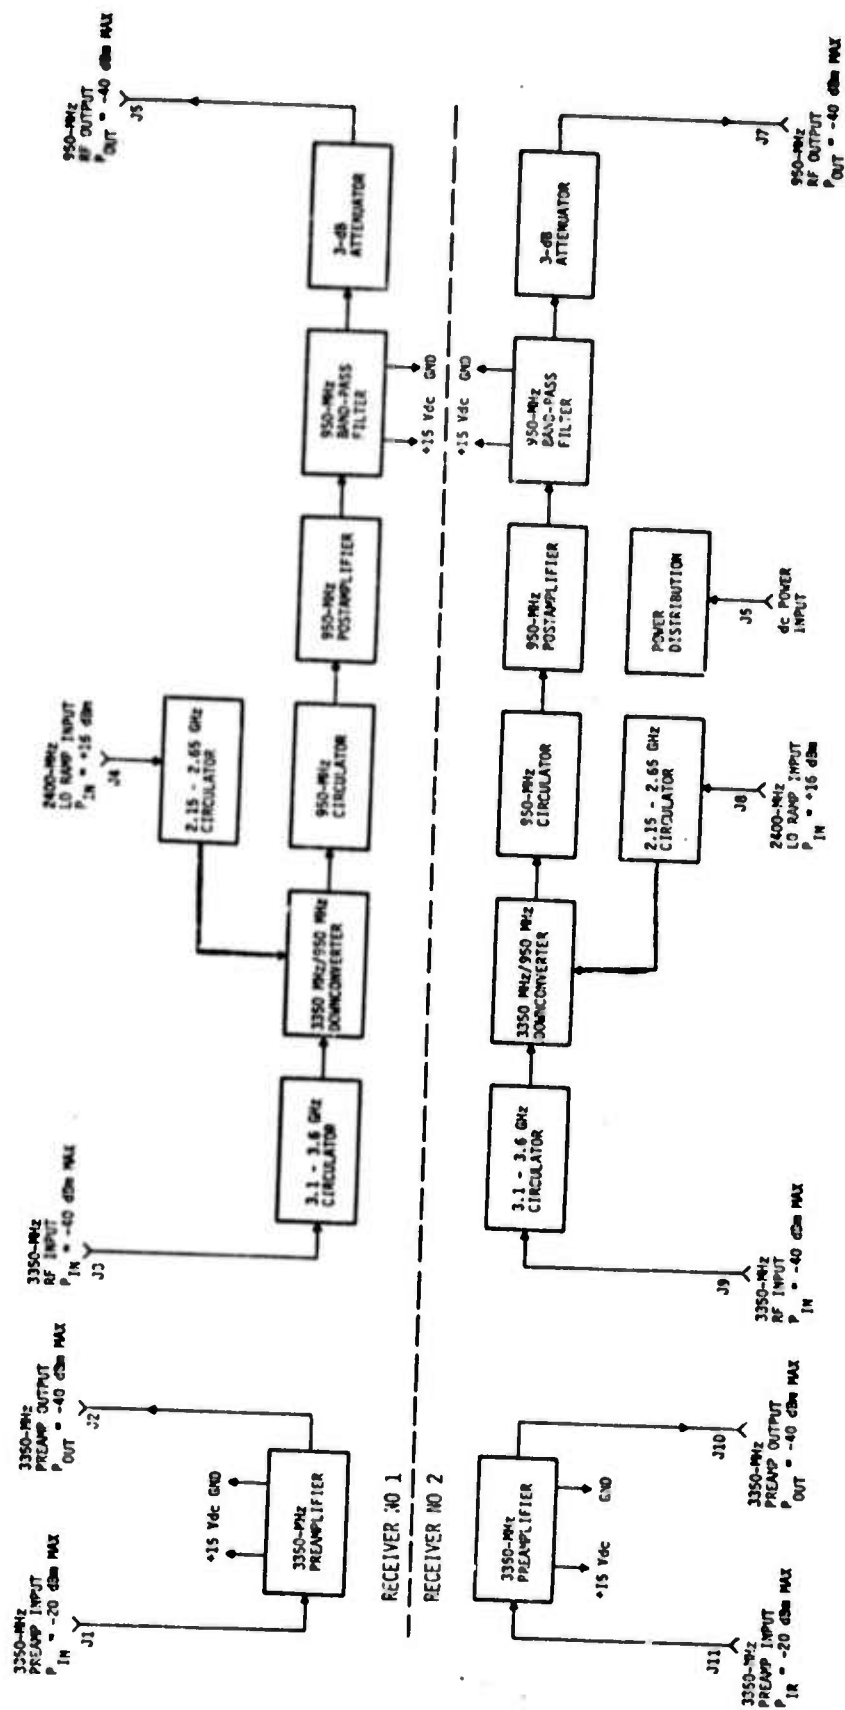 3350-MHz
PREAMP INPUT
P IN = -20 dBm MAX
J1
+15 Vdc GND
3350-MHz
PREAMPLIFIER
3350-MHz
PREAMP OUTPUT
P OUT = -40 dBm MAX
J2
3350-MHz
RF INPUT
P IN = -40 dBm MAX
J3
3.1 - 3.6 GHz
CIRCULATOR
3350 MHz/950 MHz
DOWNCONVERTER
2400-MHz
LO RAMP INPUT
P IN = +16 dBm
J4
2.15 - 2.65 GHz
CIRCULATOR
950-MHz
CIRCULATOR
950-MHz
POSTAMPLIFIER
950-MHz
BAND-PASS
FILTER
+15 Vdc GND
3-dB
ATTENUATOR
950-MHz
RF OUTPUT
P OUT = -40 dBm MAX
J5
RECEIVER NO 1
RECEIVER NO 2
3350-MHz
PREAMPLIFIER
+15 Vdc
GND
J11
3350-MHz
PREAMP INPUT
P IR = -20 dBm MAX
J10
3350-MHz
PREAMP OUTPUT
P OUT = -40 dBm MAX
J9
3350-MHz
RF INPUT
P IN = -40 dBm MAX
3.1 - 3.6 GHz
CIRCULATOR
3350 MHz/950 MHz
DOWNCONVERTER
950-MHz
CIRCULATOR
2.15 - 2.65 GHz
CIRCULATOR
J8
2400-MHz
LO RAMP INPUT
P IN = +16 dBm
950-MHz
POSTAMPLIFIER
POWER
DISTRIBUTION
J5
dc POWER
INPUT
+15 Vdc GND
950-MHz
BAND-PASS
FILTER
3-dB
ATTENUATOR
J7
950-MHz
RF OUTPUT
P OUT = -40 dBm MAX